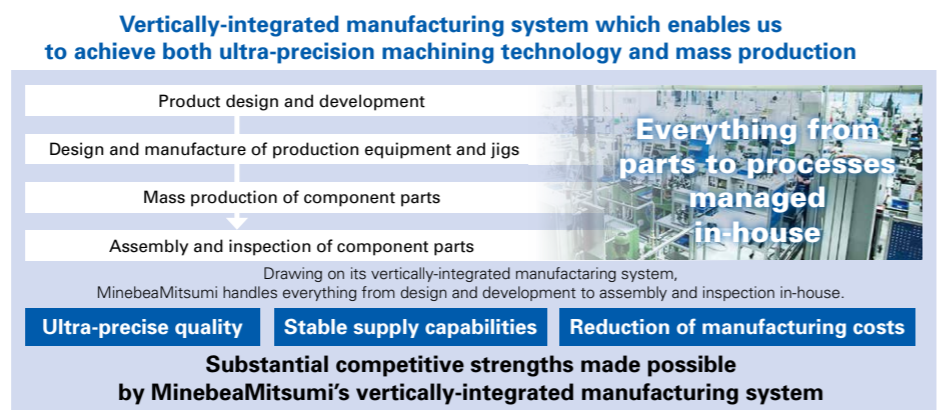 Vertically-integrated manufacturing system which enables us
to achieve both ultra-precision machining technology and mass production
Product design and development
Design and manufacture of production equipment and jigs
Mass production of component parts
Assembly and inspection of component parts
Everything from
parts to processes
managed
in-house
Drawing on its vertically-integrated manufactaring system,
MinebeaMitsumi handles everything from design and development to assembly and inspection in-house.
Ultra-precise quality
Stable supply capabilities
Reduction of manufacturing costs
Substantial competitive strengths made possible
by MinebeaMitsumi's vertically-integrated manufacturing system